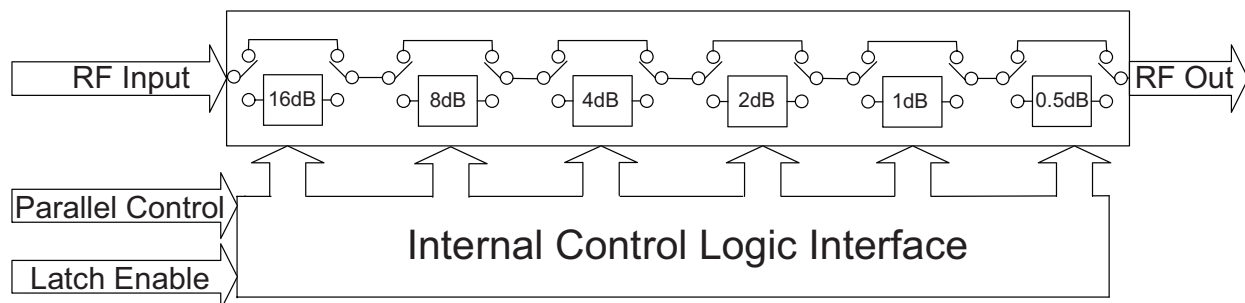 RF Input
16dB
8dB
4dB
2dB
1dB
0.5dB
RF Out
Parallel Control
Internal Control Logic Interface
Latch Enable